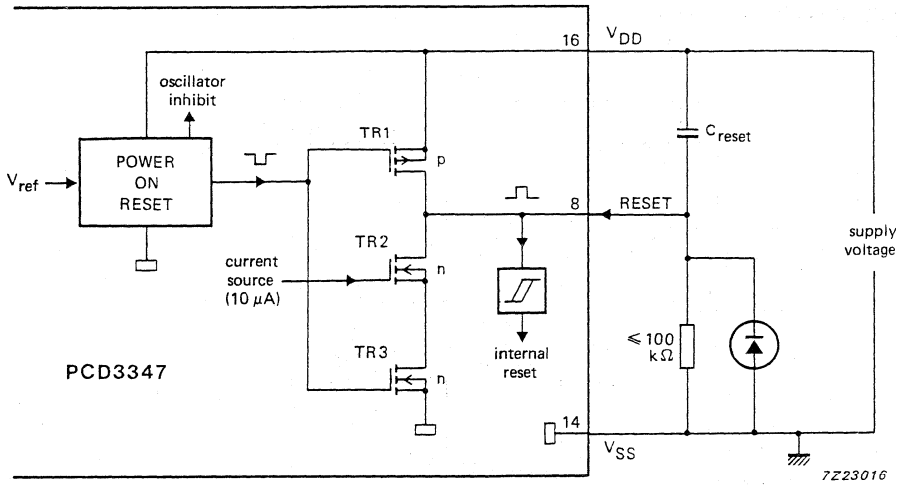 16
V_DD
oscillator
inhibit
TR1
p
C_reset
POWER
ON
RESET
V_ref
8
RESET
supply
voltage
TR2
n
current
source
(10 μA)
⩽ 100
kΩ
internal
reset
TR3
n
PCD3347
14
V_SS
7Z23016